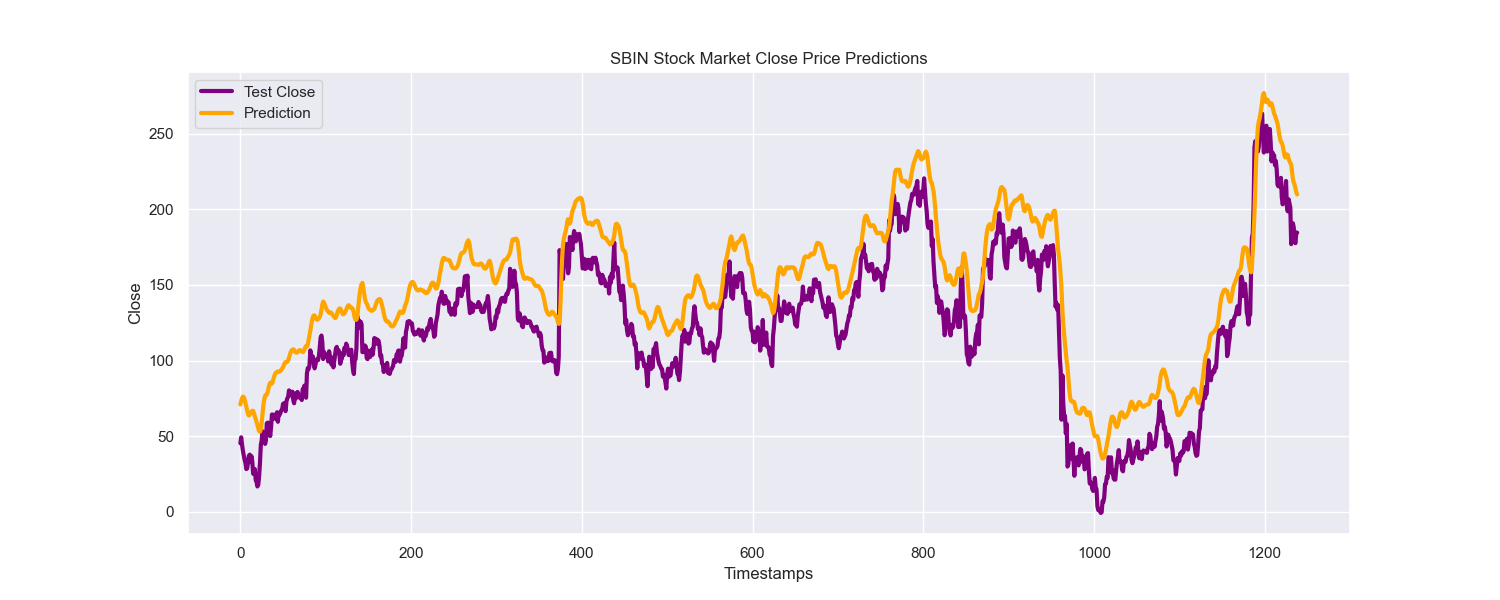 SBIN Stock Market Close Price Predictions
Test Close
Prediction
Close
250
200
150
100
50
0
0 200 400 600 800 1000 1200
Timestamps